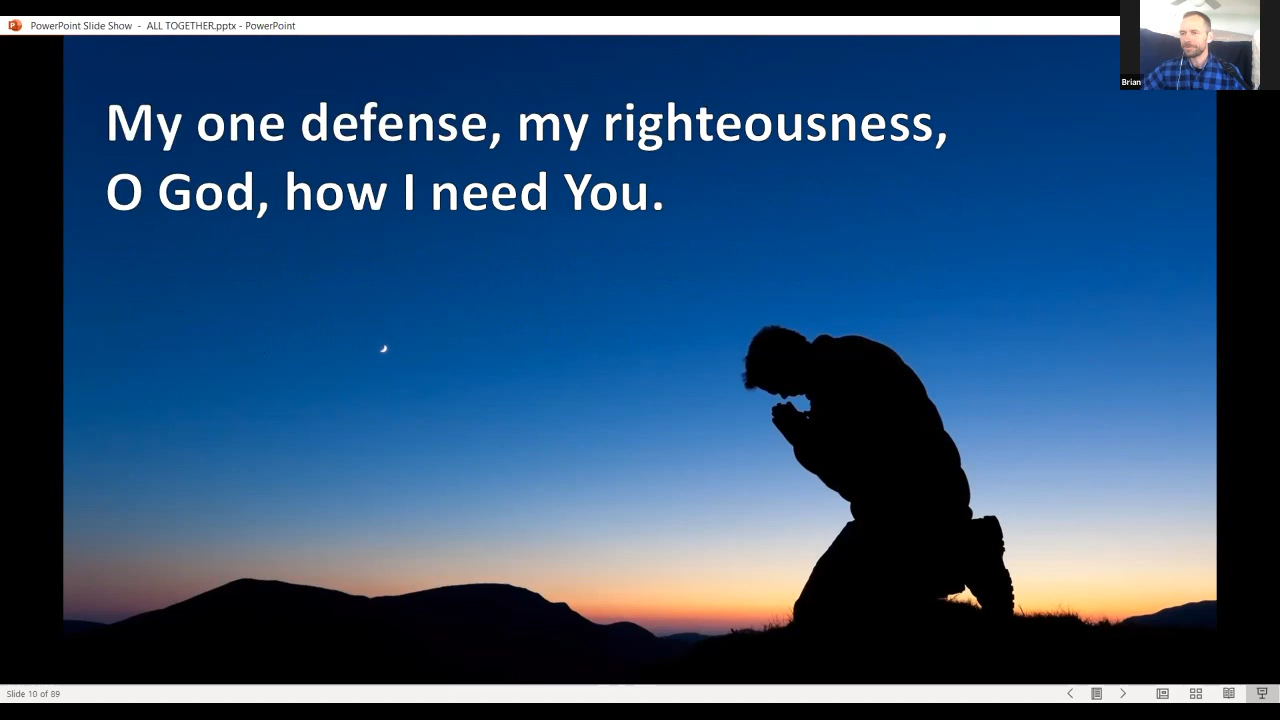 PowerPoint Slide Show - ALL TOGETHER.pptx - PowerPoint
Brian
My one defense, my righteousness,
O God, how I need You.
Slide 10 of 89